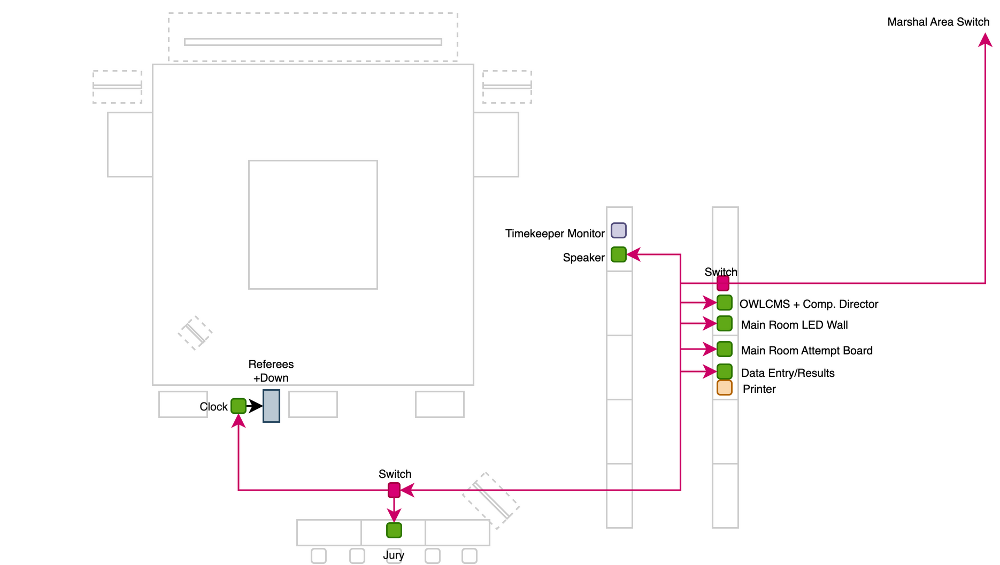 Marshal Area Switch
Timekeeper Monitor
Speaker
Switch
OWLCMS + Comp. Director
Main Room LED Wall
Main Room Attempt Board
Data Entry/Results
Printer
Referees
+Down
Clock
Switch
Jury